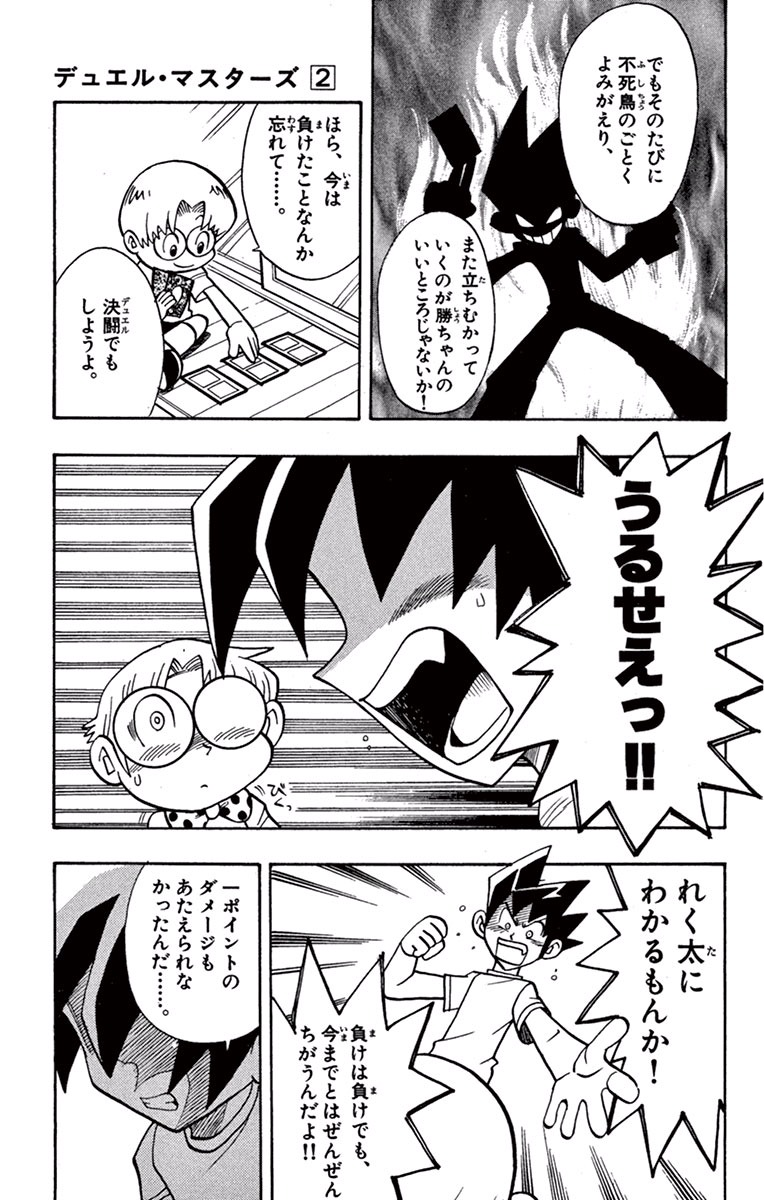 デュエル・マスターズ 2
でもそのたびに
不死鳥のごとく
よみがえり、
また立ちむかって
いくのが勝ちゃんの
いいところじゃないか!
ほら、今は
負けたことなんか
忘れて……。
決闘でも
しようよ。
うるせえっ!!
びくっ
れく太に
わかるもんか!
負けは負けでも、
今までとはぜんぜん
ちがうんだよ!!
一ポイントの
ダメージも
あたえられな
かったんだ……。